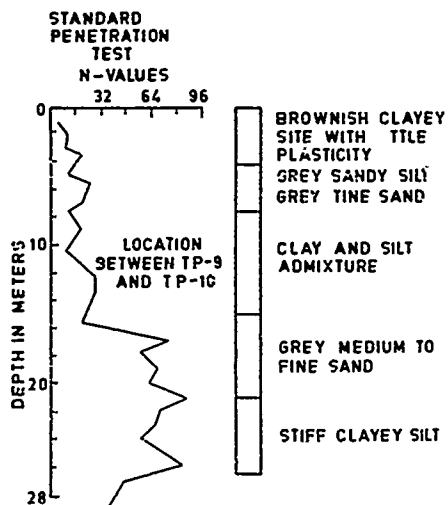 STANDARD
PENETRATION
TEST
N-VALUES
32 64 96
0
10
20
28
DEPTH IN METERS
LOCATION
BETWEEN TP-9
AND TP-10
BROWNISH CLAYEY
SITE WITH TTLE
PLASTICITY
GREY SANDY SILT
GREY TINE SAND
CLAY AND SILT
ADMIXTURE
GREY MEDIUM TO
FINE SAND
STIFF CLAYEY SILT